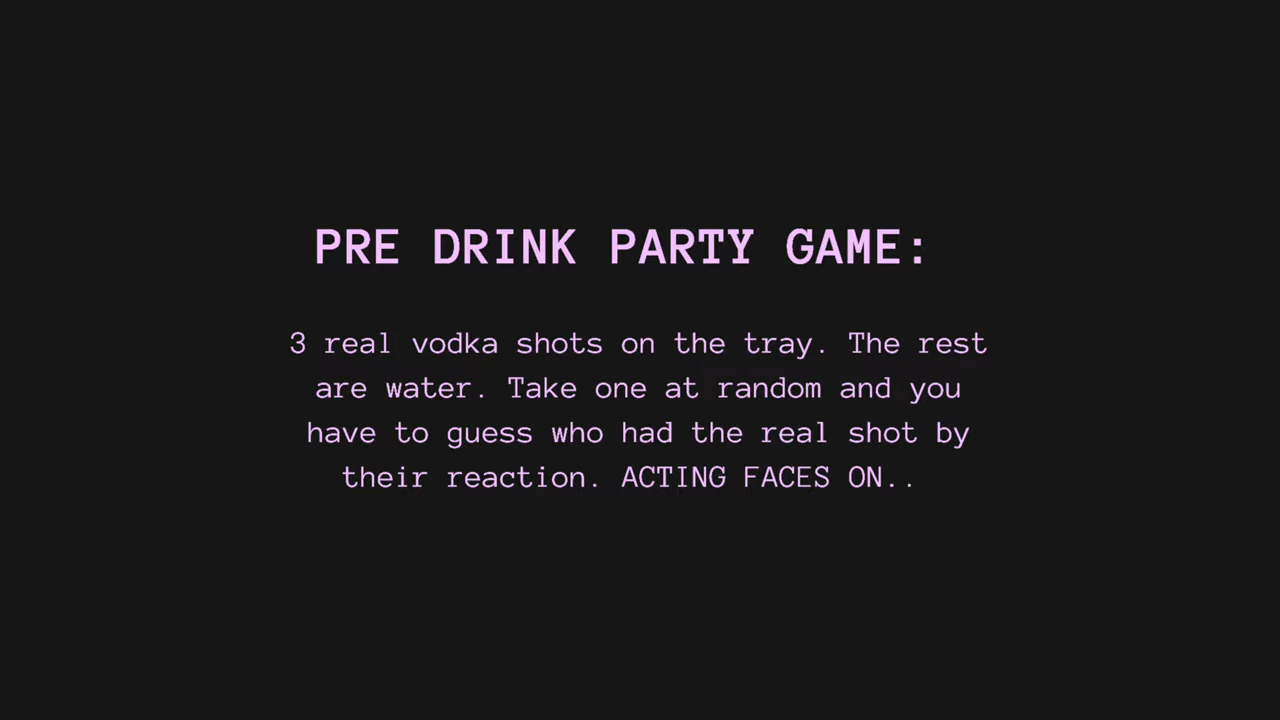 PRE DRINK PARTY GAME:
3 real vodka shots on the tray. The rest
are water. Take one at random and you
have to guess who had the real shot by
their reaction. ACTING FACES ON..